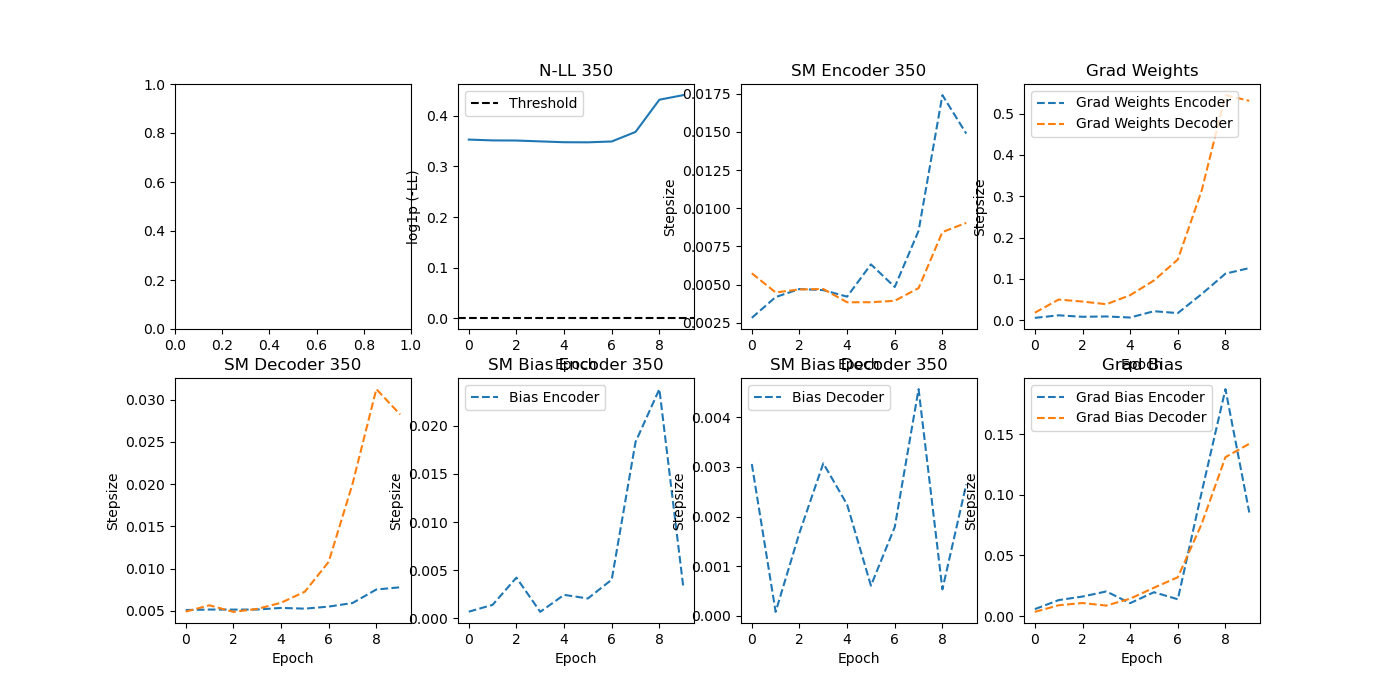 N-LL 350
SM Encoder 350
Grad Weights
1.0
0.8
0.6
0.4
0.2
0.0
0.0 0.2 0.4 0.6 0.8 1.0
log1p (-LL)
0.4
0.3
0.2
0.1
0.0
Threshold
0 2 4 6 8
Epoch
Stepsize
0.0175
0.0150
0.0125
0.0100
0.0075
0.0050
0.0025
0 2 4 6 8
Epoch
Stepsize
0.5
0.4
0.3
0.2
0.1
0.0
Grad Weights Encoder
Grad Weights Decoder
0 2 4 6 8
Epoch
SM Decoder 350
SM Bias Encoder 350
SM Bias Decoder 350
Grad Bias
Stepsize
0.030
0.025
0.020
0.015
0.010
0.005
0 2 4 6 8
Epoch
Stepsize
0.020
0.015
0.010
0.005
0.000
Bias Encoder
0 2 4 6 8
Epoch
Stepsize
0.004
0.003
0.002
0.001
0.000
Bias Decoder
0 2 4 6 8
Epoch
Stepsize
0.15
0.10
0.05
0.00
Grad Bias Encoder
Grad Bias Decoder
0 2 4 6 8
Epoch